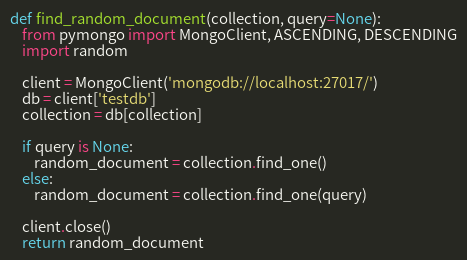 def find_random_document(collection, query=None):
from pymongo import MongoClient, ASCENDING, DESCENDING
import random
client = MongoClient('mongodb://localhost:27017/')
db = client['testdb']
collection = db[collection]
if query is None:
random_document = collection.find_one()
else:
random_document = collection.find_one(query)
client.close()
return random_document